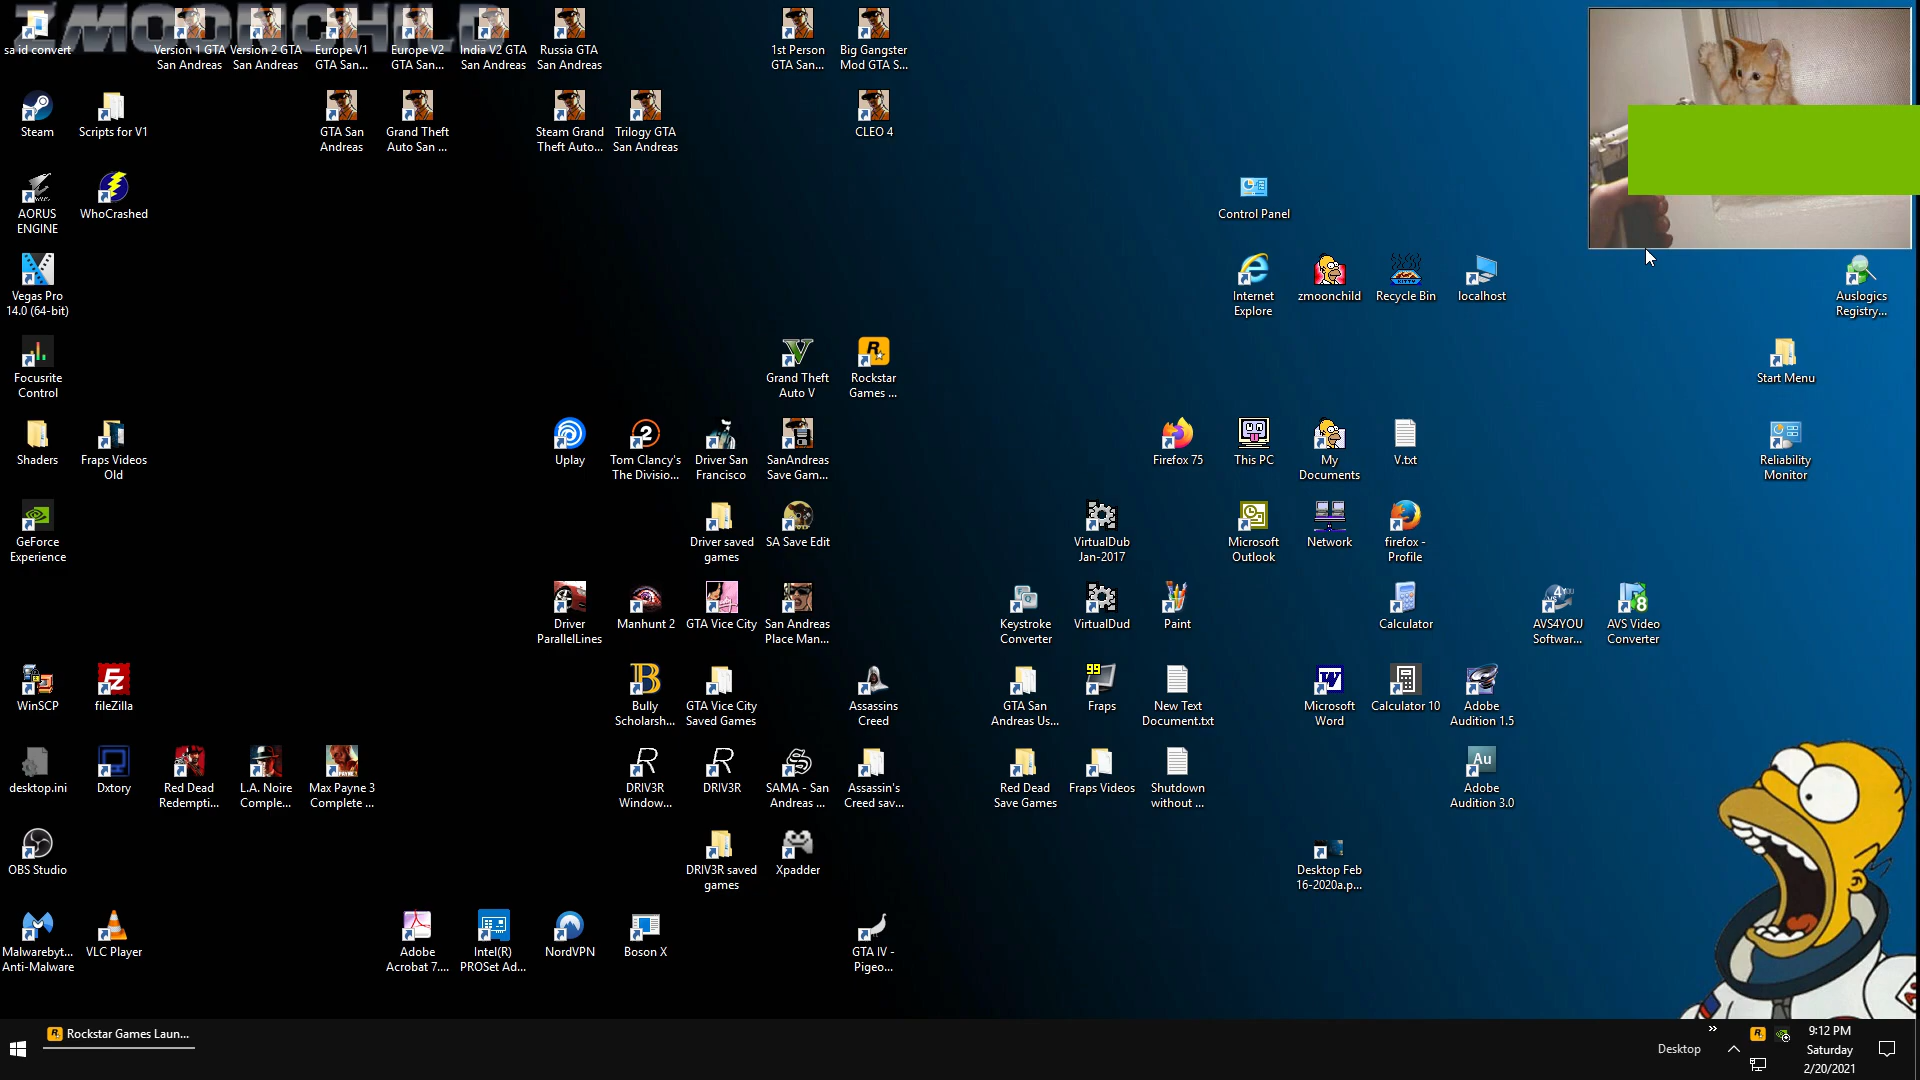 ZMOONCHILD
sa id convert
Version 1 GTA
San Andreas
Version 2 GTA
San Andreas
Europe V1
GTA San...
Europe V2
GTA San...
India V2 GTA
San Andreas
Russia GTA
San Andreas
1st Person
GTA San...
Big Gangster
Mod GTA S...
Steam
Scripts for V1
GTA San
Andreas
Grand Theft
Auto San ...
Steam Grand
Theft Auto...
Trilogy GTA
San Andreas
CLEO 4
AORUS
ENGINE
WhoCrashed
Control Panel
Vegas Pro
14.0 (64-bit)
Internet
Explore
zmoonchild
Recycle Bin
localhost
Auslogics
Registry...
Focusrite
Control
Grand Theft
Auto V
Rockstar
Games ...
Start Menu
Shaders
Fraps Videos
Old
Uplay
Tom Clancy's
The Divisio...
Driver San
Francisco
SanAndreas
Save Gam...
Firefox 75
This PC
My
Documents
V.txt
Reliability
Monitor
GeForce
Experience
Driver saved
games
SA Save Edit
VirtualDub
Jan-2017
Microsoft
Outlook
Network
firefox -
Profile
Driver
ParallelLines
Manhunt 2
GTA Vice City
San Andreas
Place Man...
Keystroke
Converter
VirtualDud
Paint
Calculator
AVS4YOU
Softwar...
AVS Video
Converter
WinSCP
fileZilla
Bully
Scholarsh...
GTA Vice City
Saved Games
Assassins
Creed
GTA San
Andreas Us...
99
Fraps
New Text
Document.txt
Microsoft
Word
Calculator 10
Adobe
Audition 1.5
desktop.ini
Dxtory
Red Dead
Redempti...
L.A. Noire
Comple...
Max Payne 3
Complete ...
DRIV3R
Window...
DRIV3R
SAMA - San
Andreas ...
Assassin's
Creed sav...
Red Dead
Save Games
Fraps Videos
Shutdown
without ...
Au
Adobe
Audition 3.0
OBS Studio
DRIV3R saved
games
Xpadder
Desktop Feb
16-2020a.p...
Malwarebyt...
Anti-Malware
VLC Player
Adobe
Acrobat 7....
Intel(R)
PROSet Ad...
NordVPN
Boson X
GTA IV -
Pigeo...
Rockstar Games Laun...
Desktop
9:12 PM
Saturday
2/20/2021